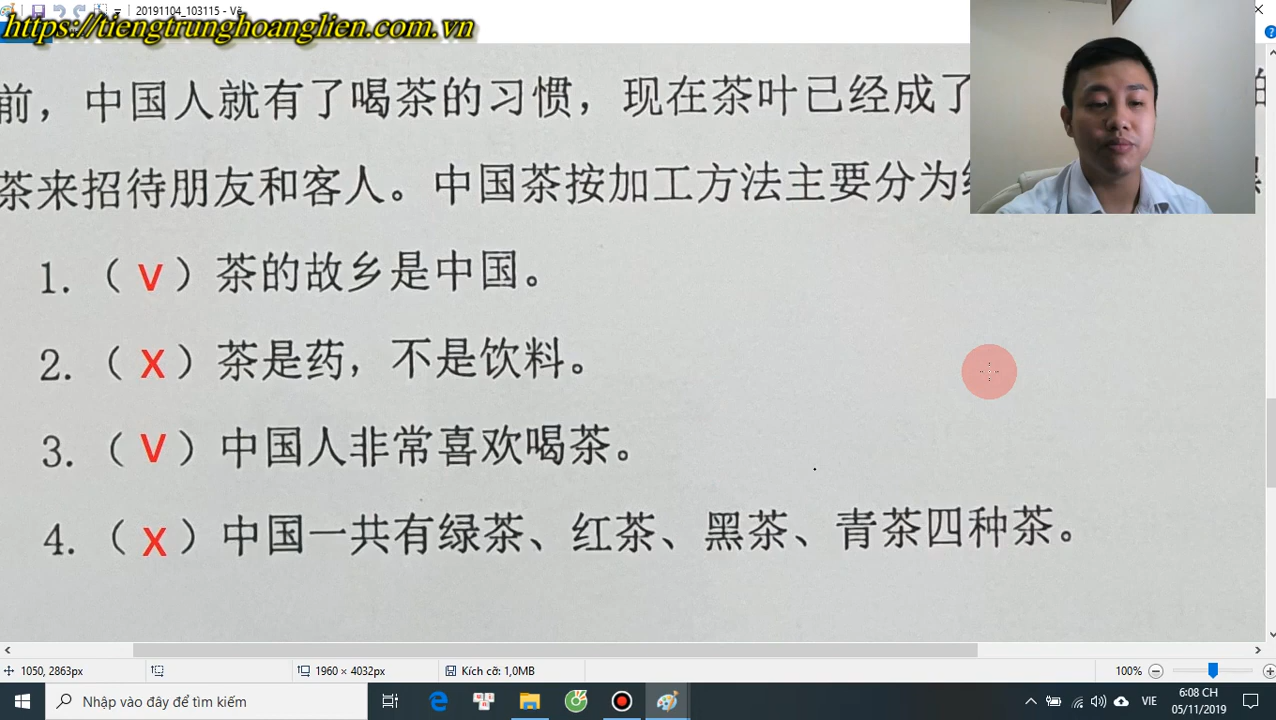 20191104_103115 - Vẽ
https://tiengtrunghoanglien.com.vn
前，中国人就有了喝茶的习惯，现在茶叶已经成了
茶来招待朋友和客人。中国茶按加工方法主要分为
1. （ V ）茶的故乡是中国。
2. （ X ）茶是药，不是饮料。
3. （ V ）中国人非常喜欢喝茶。
4. （ X ）中国一共有绿茶、红茶、黑茶、青茶四种茶。
1050, 2863px
1960 × 4032px
Kích cỡ: 1,0MB
100%
Nhập vào đây để tìm kiếm
VIE
6:08 CH
05/11/2019